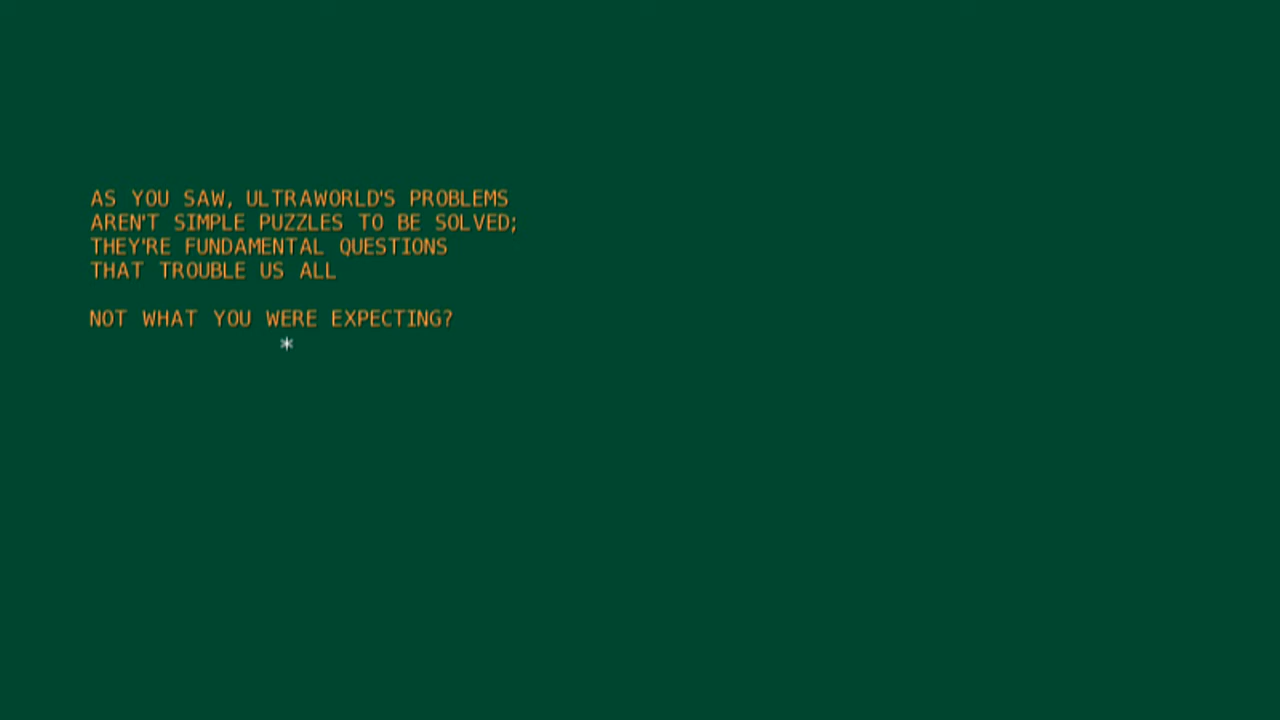 AS YOU SAW, ULTRAWORLD'S PROBLEMS
AREN'T SIMPLE PUZZLES TO BE SOLVED;
THEY'RE FUNDAMENTAL QUESTIONS
THAT TROUBLE US ALL
NOT WHAT YOU WERE EXPECTING?
*